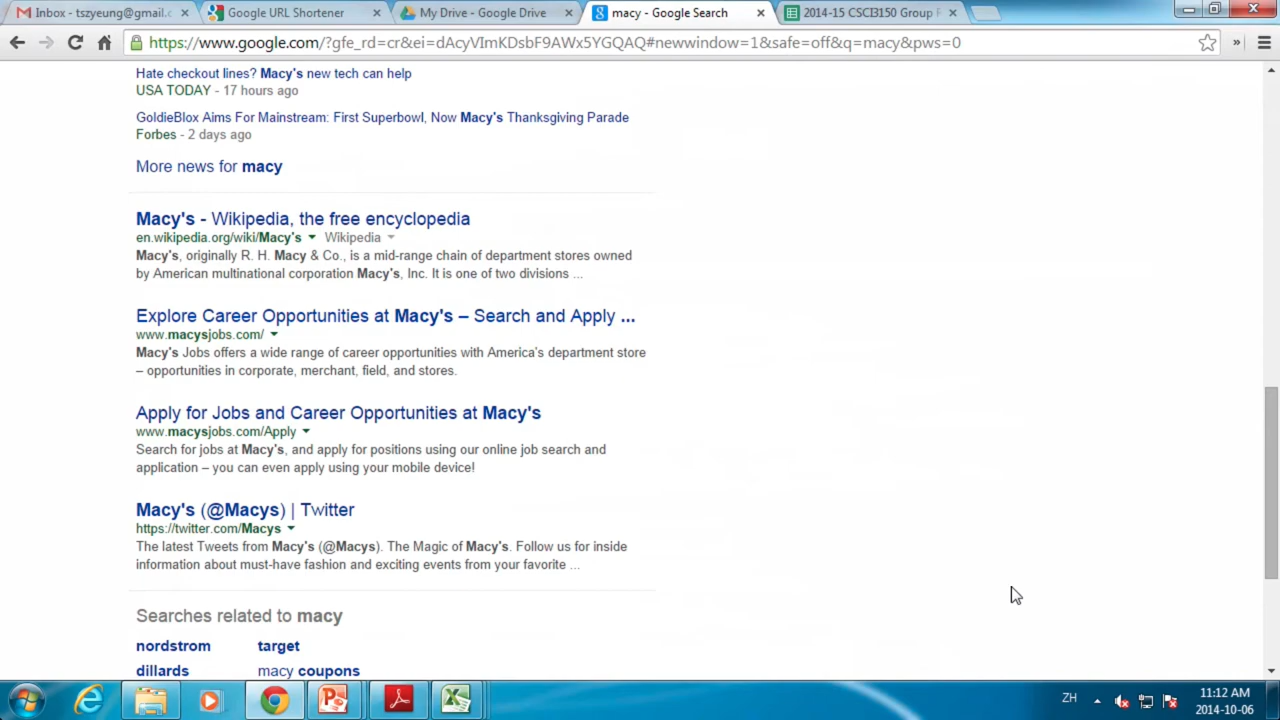 Inbox - tszyeung@gmail.c
Google URL Shortener
My Drive - Google Drive
macy - Google Search
2014-15 CSCI3150 Group
https://www.google.com/?gfe_rd=cr&ei=dAcyVImKDsbF9AWx5YGQAQ#newwindow=1&safe=off&q=macy&pws=0
Hate checkout lines? Macy's new tech can help
USA TODAY - 17 hours ago
GoldieBlox Aims For Mainstream: First Superbowl, Now Macy's Thanksgiving Parade
Forbes - 2 days ago
More news for macy
Macy's - Wikipedia, the free encyclopedia
en.wikipedia.org/wiki/Macy's Wikipedia
Macy's, originally R. H. Macy & Co., is a mid-range chain of department stores owned
by American multinational corporation Macy's, Inc. It is one of two divisions ...
Explore Career Opportunities at Macy's – Search and Apply ...
www.macysjobs.com/
Macy's Jobs offers a wide range of career opportunities with America's department store
– opportunities in corporate, merchant, field, and stores.
Apply for Jobs and Career Opportunities at Macy's
www.macysjobs.com/Apply
Search for jobs at Macy's, and apply for positions using our online job search and
application – you can even apply using your mobile device!
Macy's (@Macys) | Twitter
https://twitter.com/Macys
The latest Tweets from Macy's (@Macys). The Magic of Macy's. Follow us for inside
information about must-have fashion and exciting events from your favorite ...
Searches related to macy
nordstrom target
dillards macy coupons
ZH
11:12 AM
2014-10-06